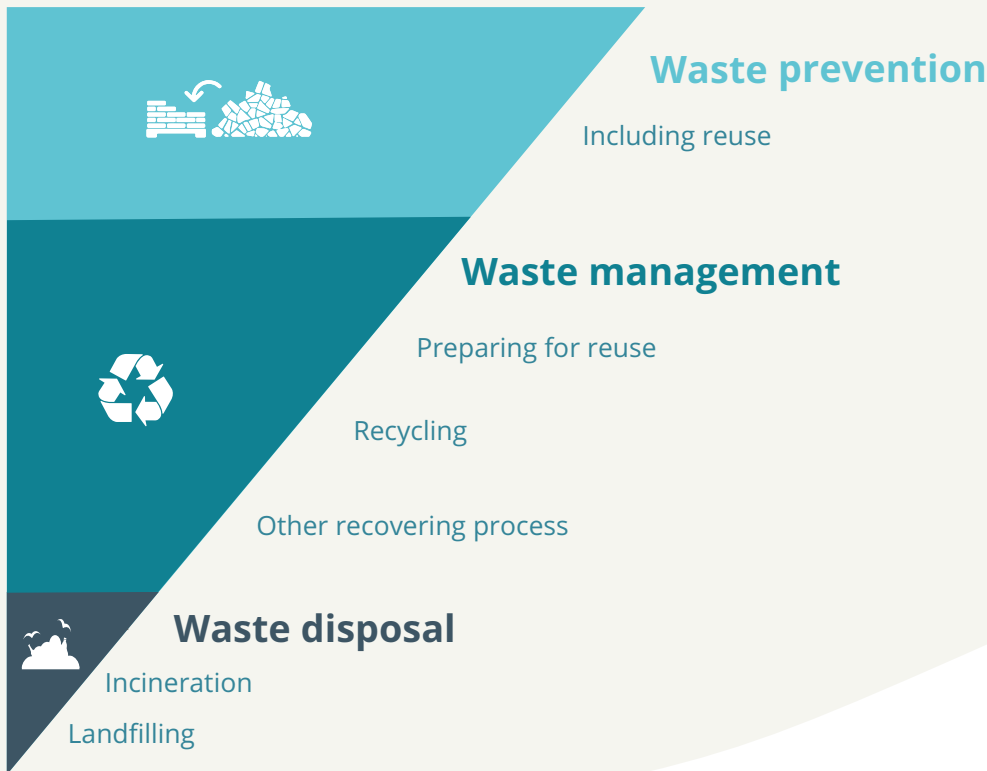 Waste prevention
Including reuse
Waste management
Preparing for reuse
Recycling
Other recovering process
Waste disposal
Incineration
Landfilling